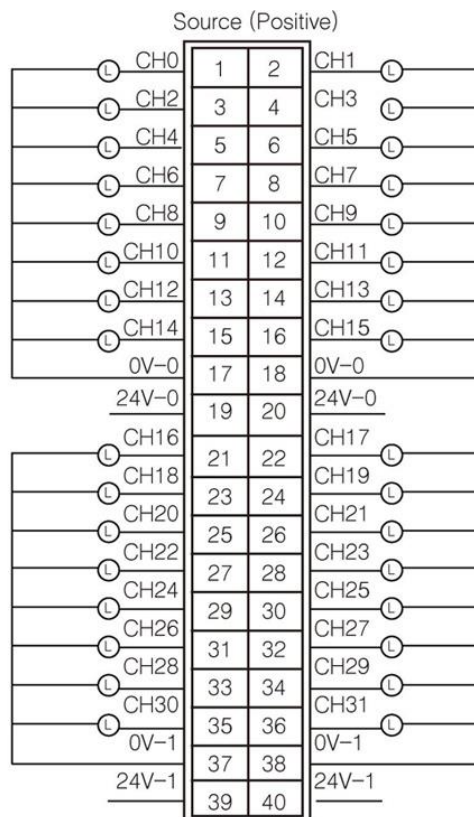 Source (Positive)
L CH0 1 2 CH1 L
L CH2 3 4 CH3 L
L CH4 5 6 CH5 L
L CH6 7 8 CH7 L
L CH8 9 10 CH9 L
L CH10 11 12 CH11 L
L CH12 13 14 CH13 L
L CH14 15 16 CH15 L
0V-0 17 18 0V-0
24V-0 19 20 24V-0
L CH16 21 22 CH17 L
L CH18 23 24 CH19 L
L CH20 25 26 CH21 L
L CH22 27 28 CH23 L
L CH24 29 30 CH25 L
L CH26 31 32 CH27 L
L CH28 33 34 CH29 L
L CH30 35 36 CH31 L
0V-1 37 38 0V-1
24V-1 39 40 24V-1